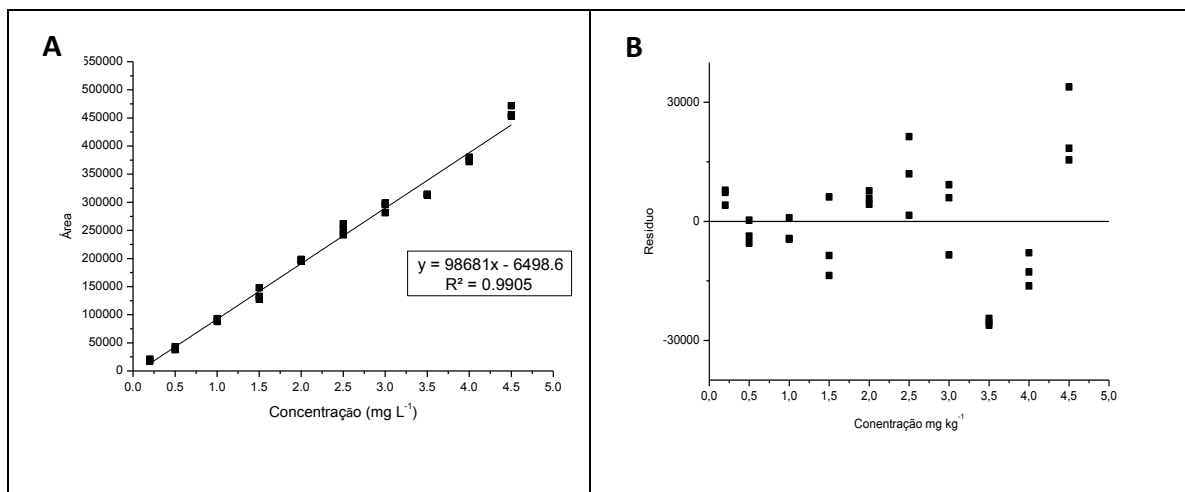 A
550000
500000
450000
400000
350000
300000
250000
200000
150000
100000
50000
0
Área
y = 98681x - 6498.6
R² = 0.9905
0.0 0.5 1.0 1.5 2.0 2.5 3.0 3.5 4.0 4.5 5.0
Concentração (mg L⁻¹)
B
30000
0
-30000
Residuo
0,0 0,5 1,0 1,5 2,0 2,5 3,0 3,5 4,0 4,5 5,0
Conentração mg kg⁻¹